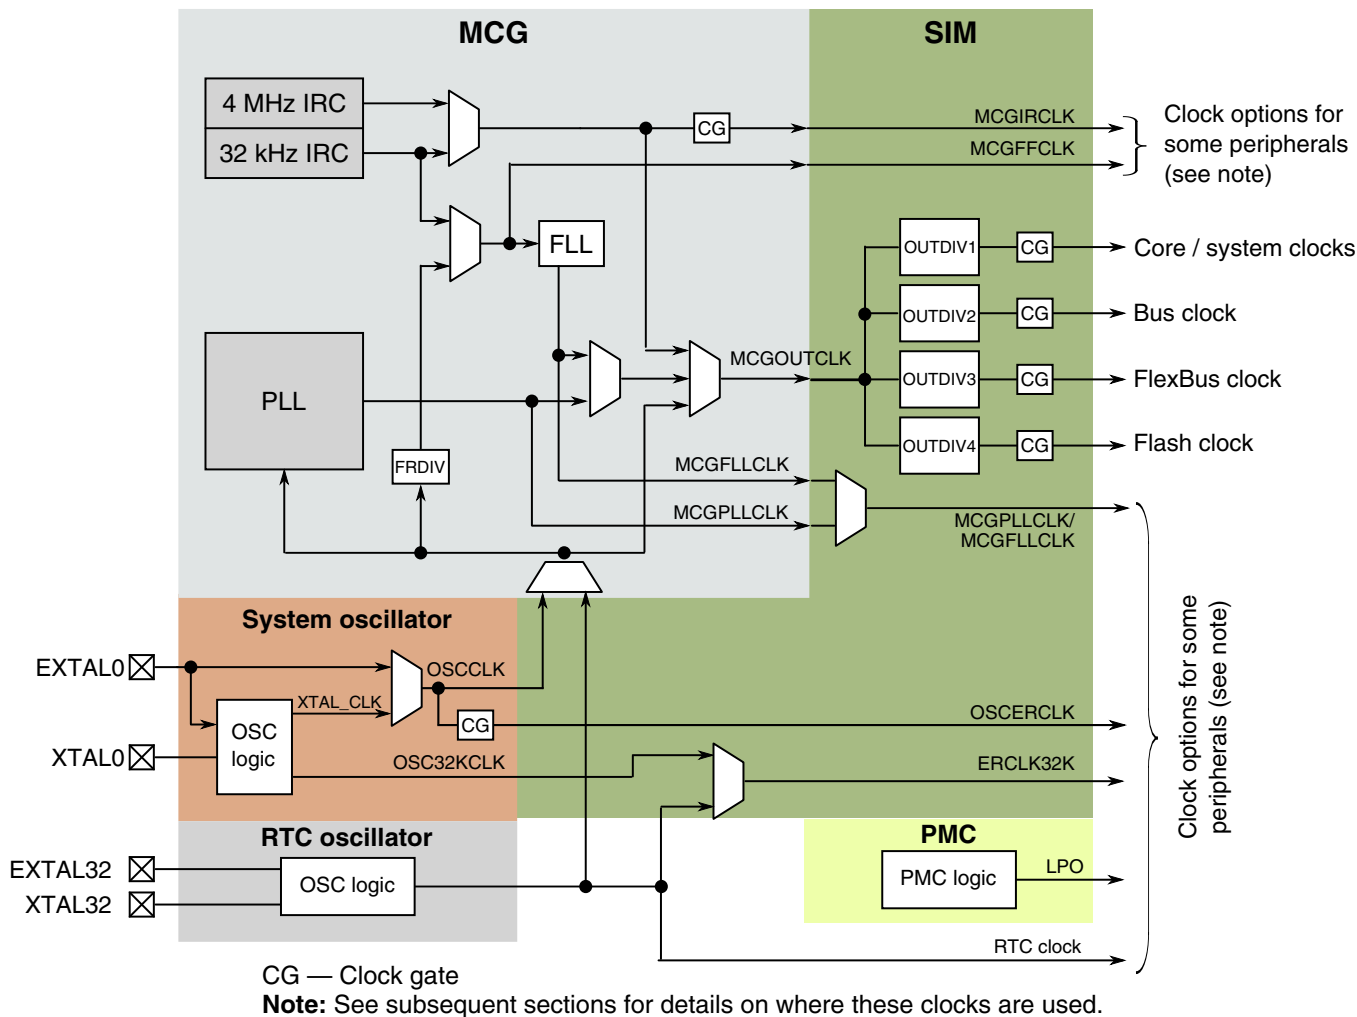 MCG
SIM
4 MHz IRC
32 kHz IRC
CG
MCGIRCLK
MCGFFCLK
Clock options for
some peripherals
(see note)
FLL
OUTDIV1
CG
Core / system clocks
OUTDIV2
CG
Bus clock
PLL
MCGOUTCLK
OUTDIV3
CG
FlexBus clock
OUTDIV4
CG
Flash clock
FRDIV
MCGFLLCLK
MCGPLLCLK
MCGPLLCLK/
MCGFLLCLK
System oscillator
EXTAL0
OSCCLK
XTAL_CLK
OSC
logic
CG
OSCERCLK
XTAL0
OSC32KCLK
ERCLK32K
Clock options for some
peripherals (see note)
RTC oscillator
PMC
EXTAL32
XTAL32
OSC logic
PMC logic
LPO
RTC clock
CG — Clock gate
Note: See subsequent sections for details on where these clocks are used.